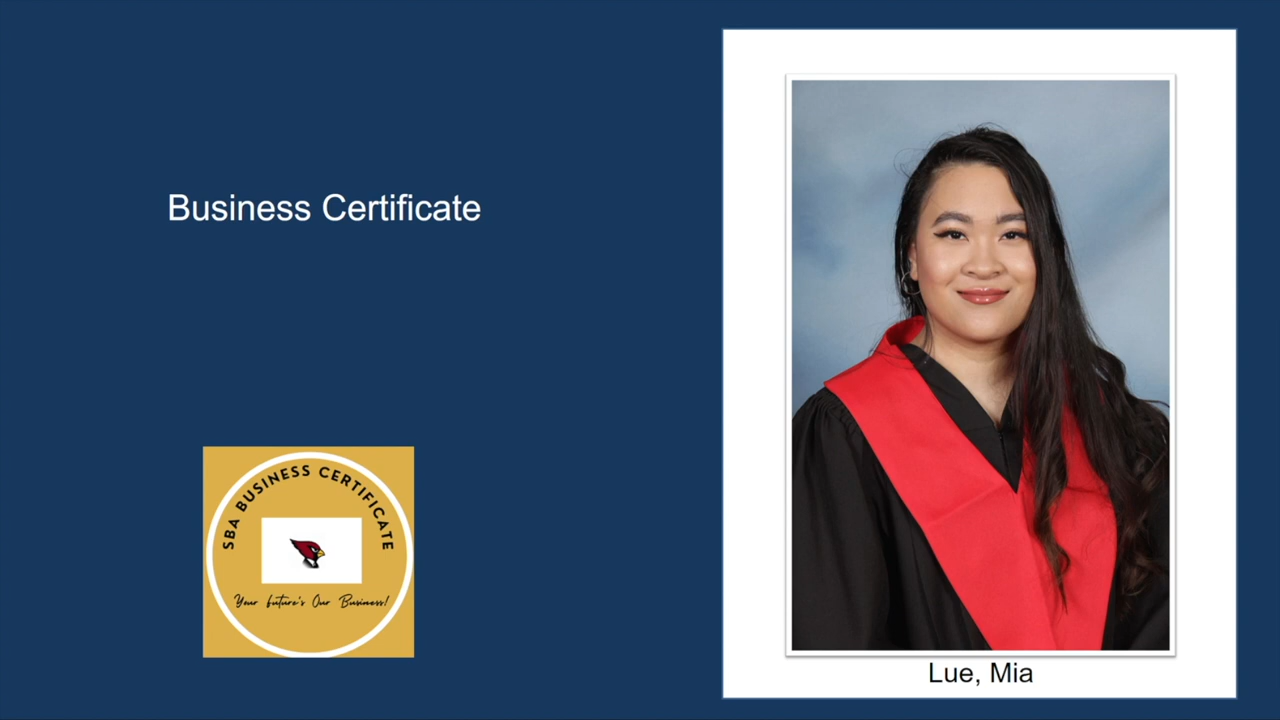 Business Certificate
SBA BUSINESS CERTIFICATE
Your future's Our Business!
Lue, Mia